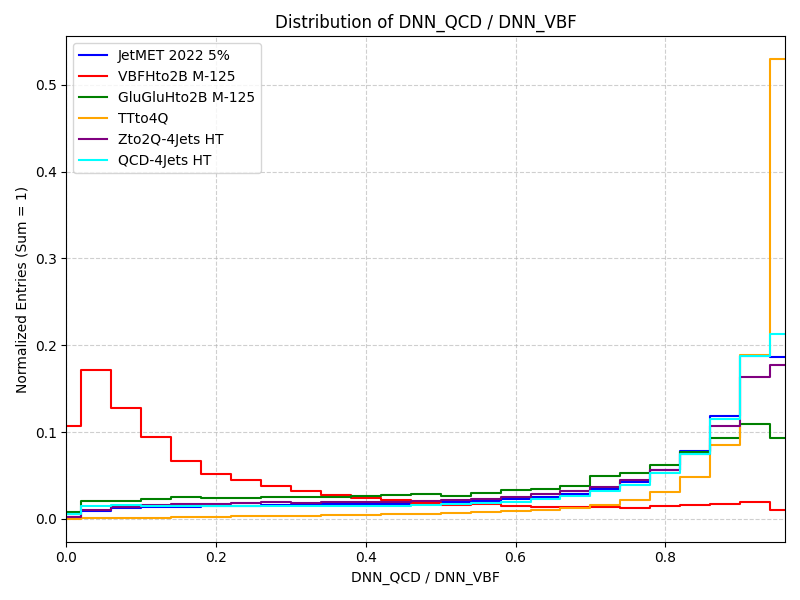 Distribution of DNN_QCD / DNN_VBF
JetMET 2022 5%
VBFHto2B M-125
GluGluHto2B M-125
TTto4Q
Zto2Q-4Jets HT
QCD-4Jets HT
Normalized Entries (Sum = 1)
0.5
0.4
0.3
0.2
0.1
0.0
0.0 0.2 0.4 0.6 0.8
DNN_QCD / DNN_VBF